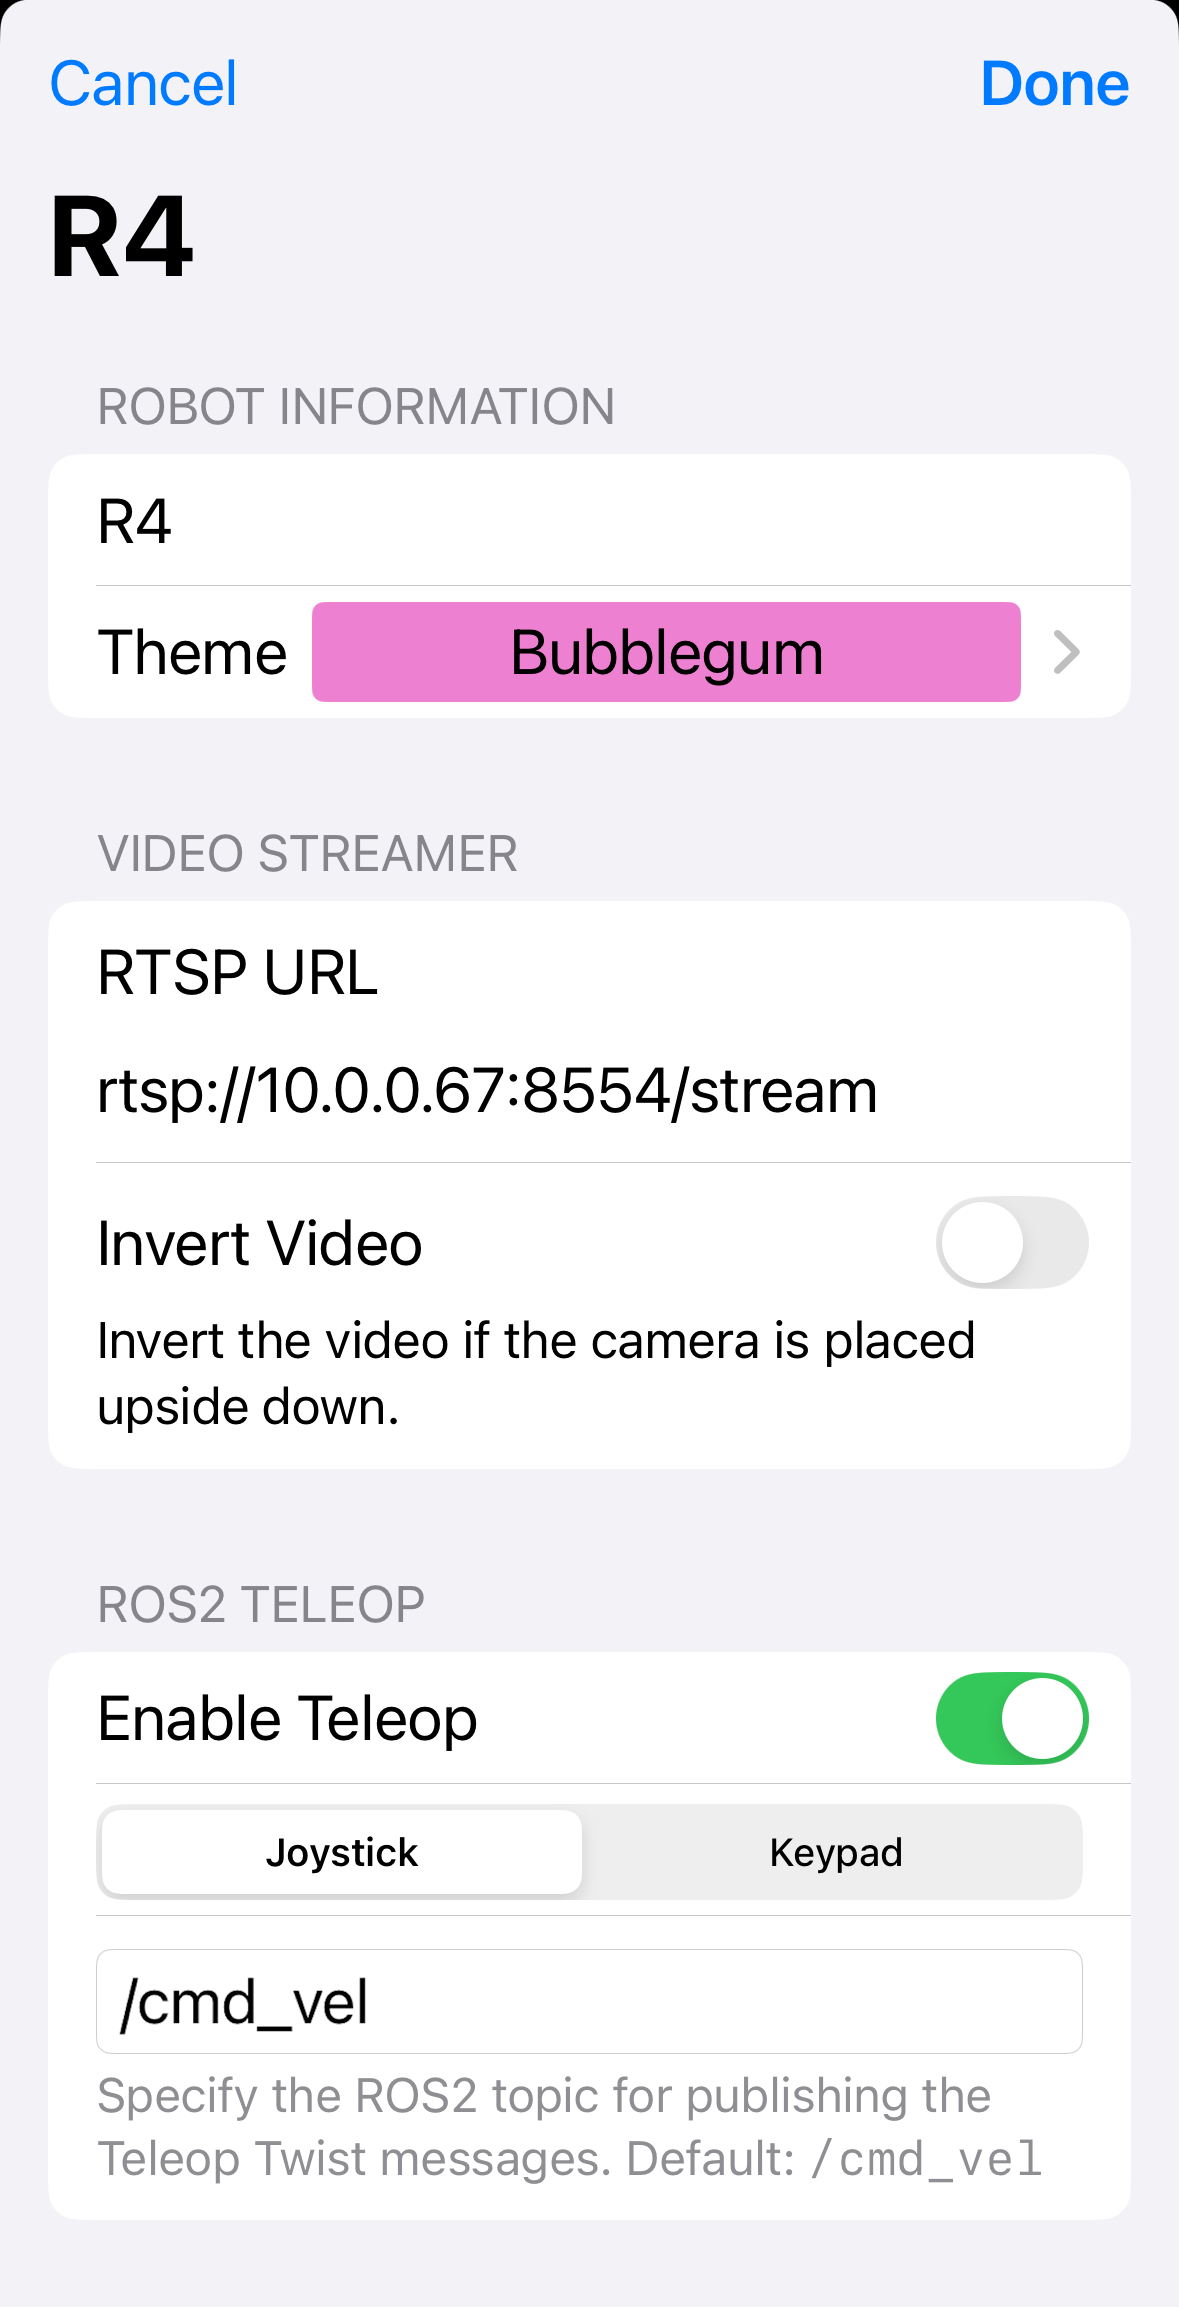 Cancel
Done
R4
ROBOT INFORMATION
R4
Theme
Bubblegum
VIDEO STREAMER
RTSP URL
rtsp://10.0.0.67:8554/stream
Invert Video
Invert the video if the camera is placed
upside down.
ROS2 TELEOP
Enable Teleop
Joystick
Keypad
/cmd_vel
Specify the ROS2 topic for publishing the
Teleop Twist messages. Default: /cmd_vel